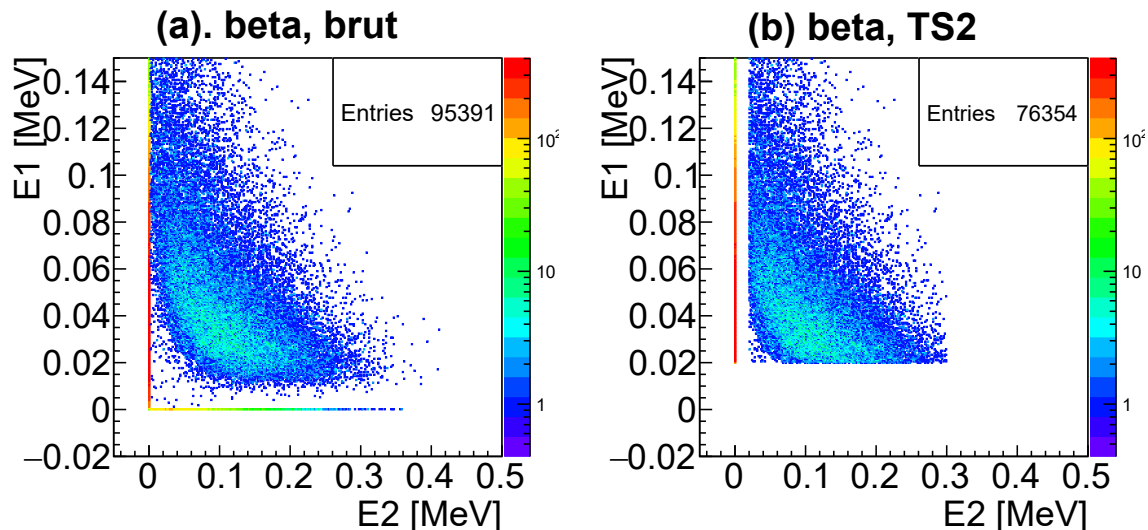 (a). beta, brut
E1 [MeV]
0.14
0.12
0.1
0.08
0.06
0.04
0.02
0
−0.02
0 0.1 0.2 0.3 0.4 0.5
E2 [MeV]
Entries 95391
10²
10
1
(b) beta, TS2
E1 [MeV]
0.14
0.12
0.1
0.08
0.06
0.04
0.02
0
−0.02
0 0.1 0.2 0.3 0.4 0.5
E2 [MeV]
Entries 76354
10²
10
1